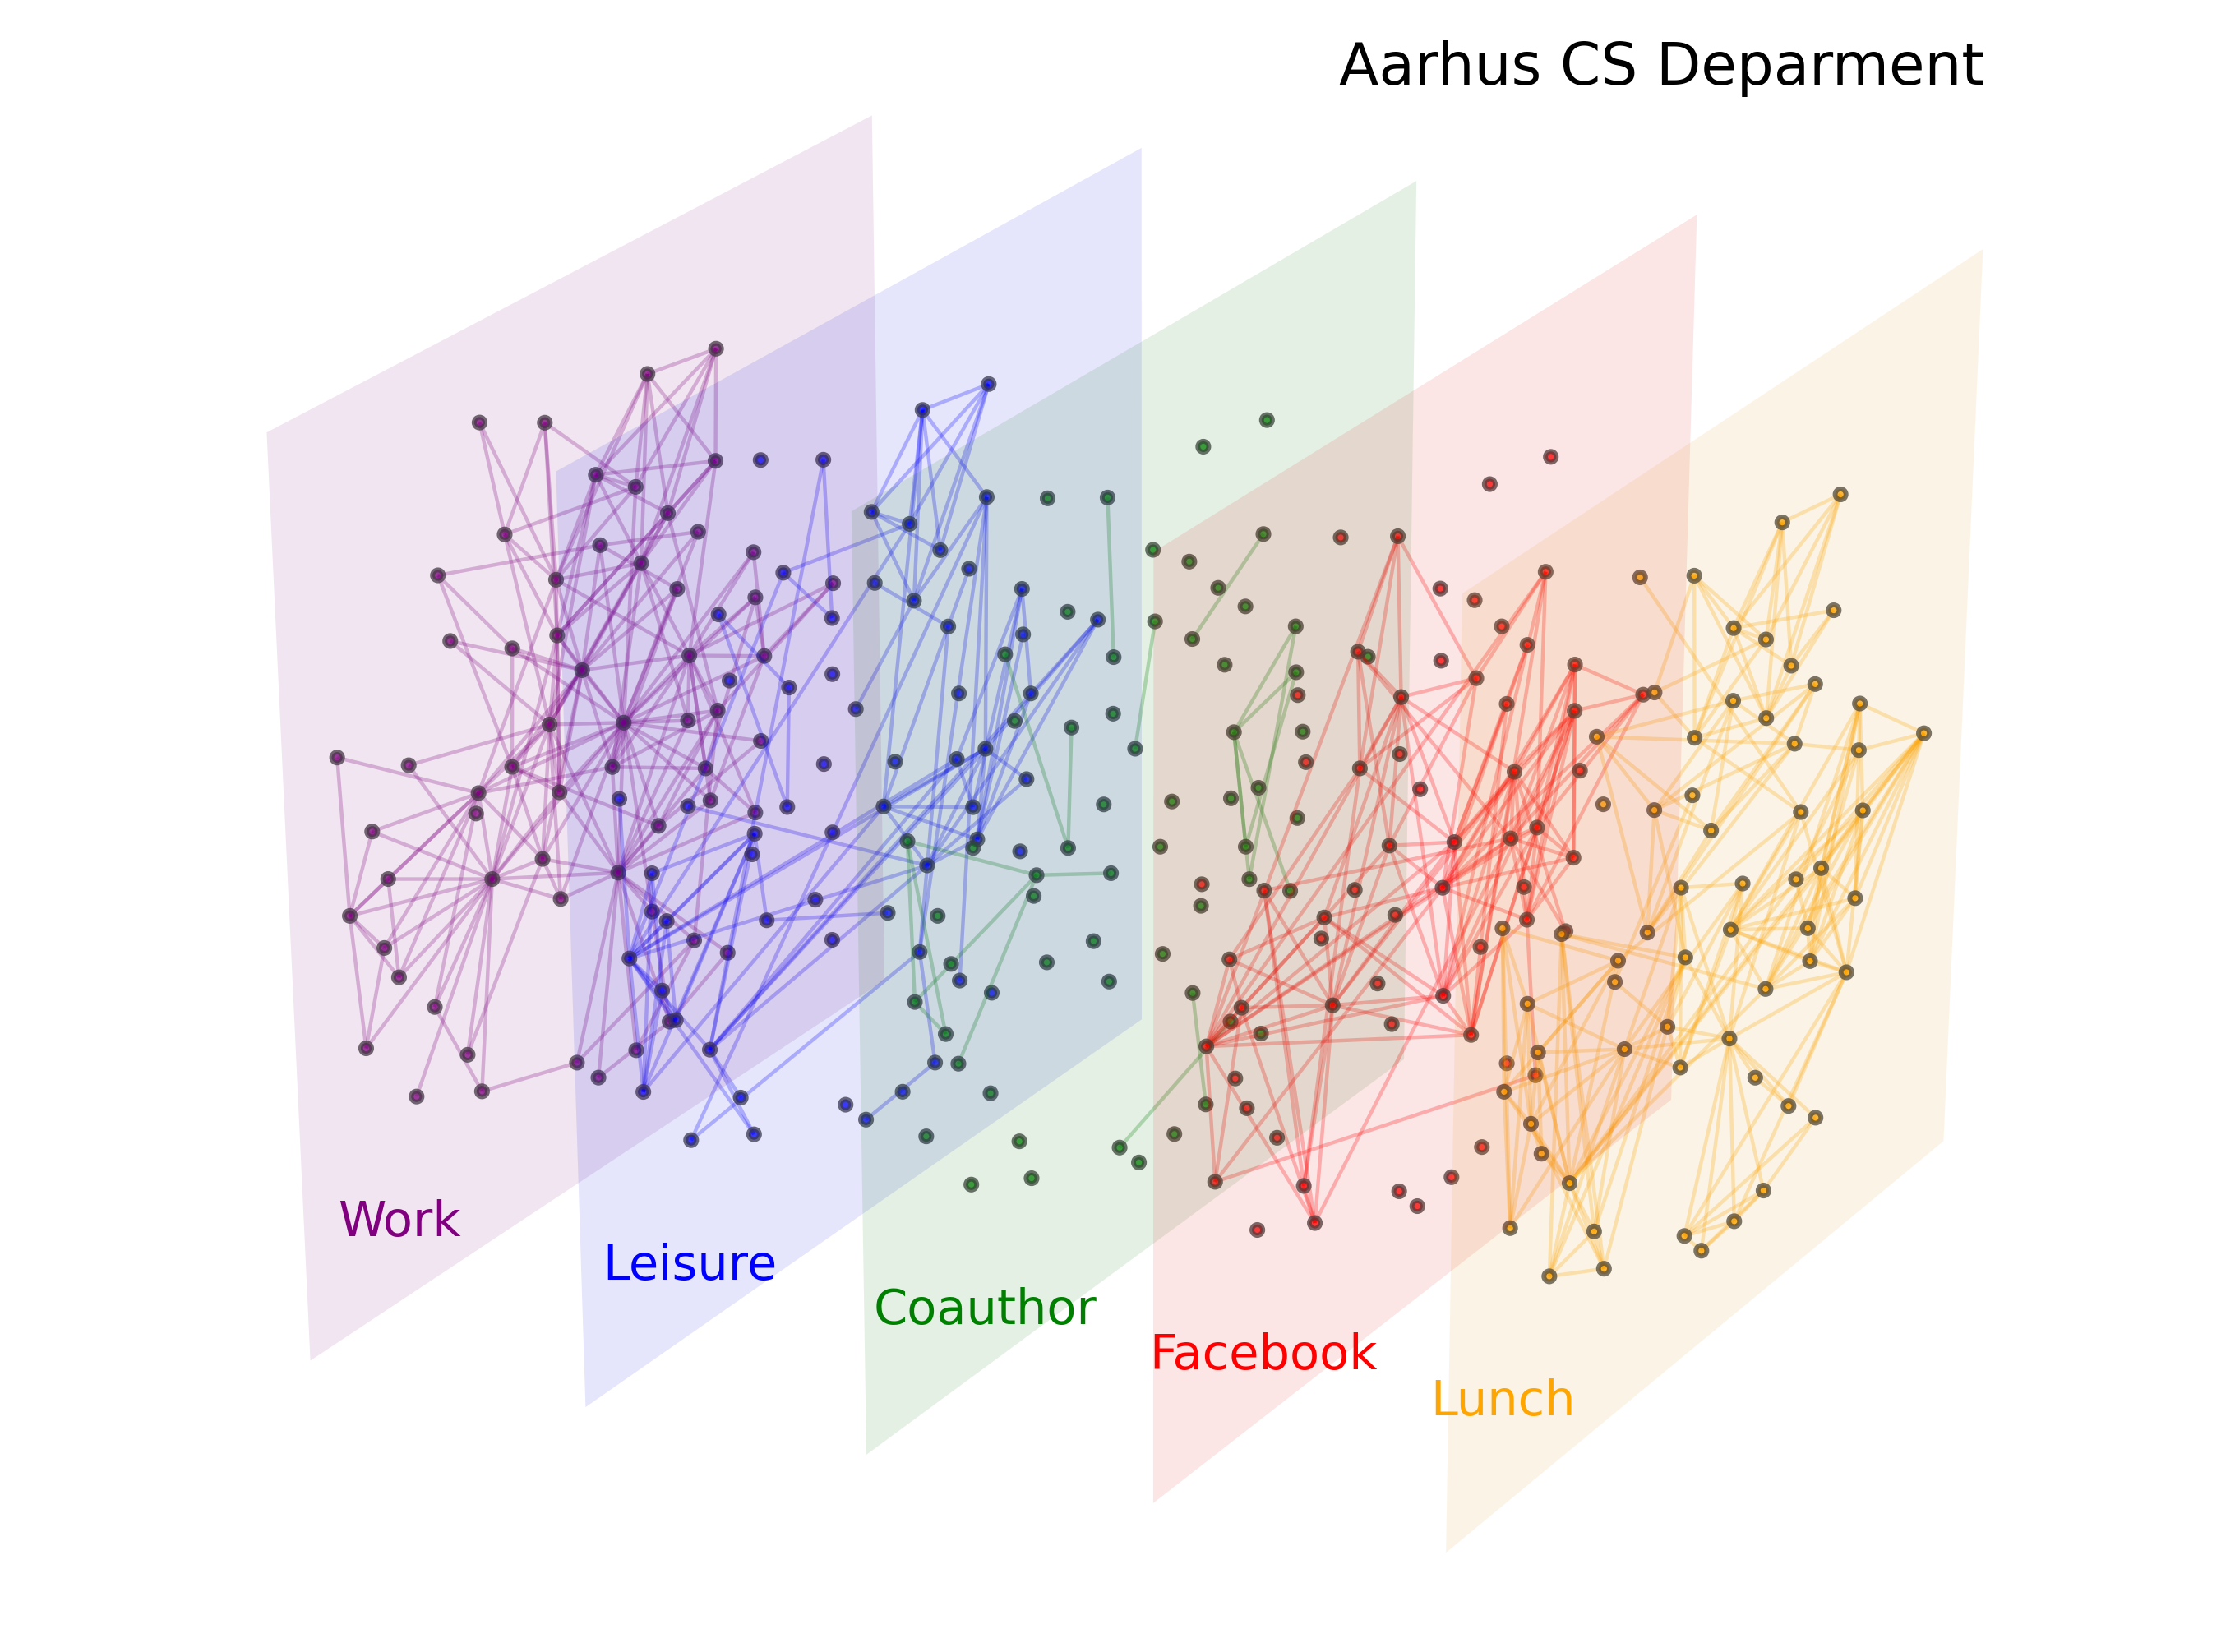 Aarhus CS Deparment
Work
Leisure
Coauthor
Facebook
Lunch